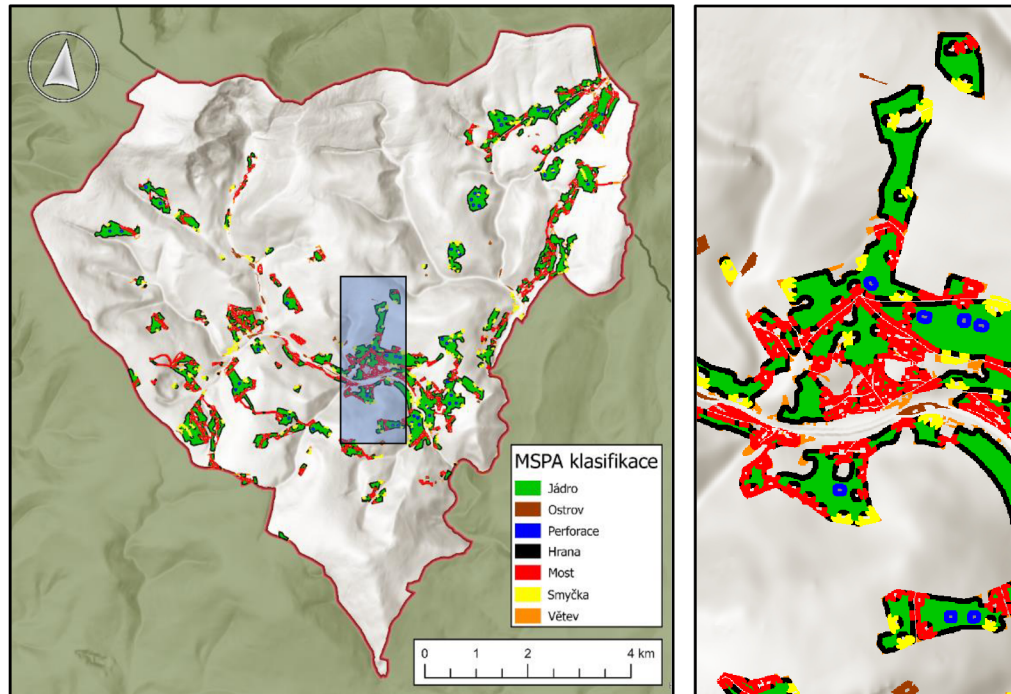 MSPA klasifikace
Jádro
Ostrov
Perforace
Hrana
Most
Smyčka
Větev
0 1 2 4 km